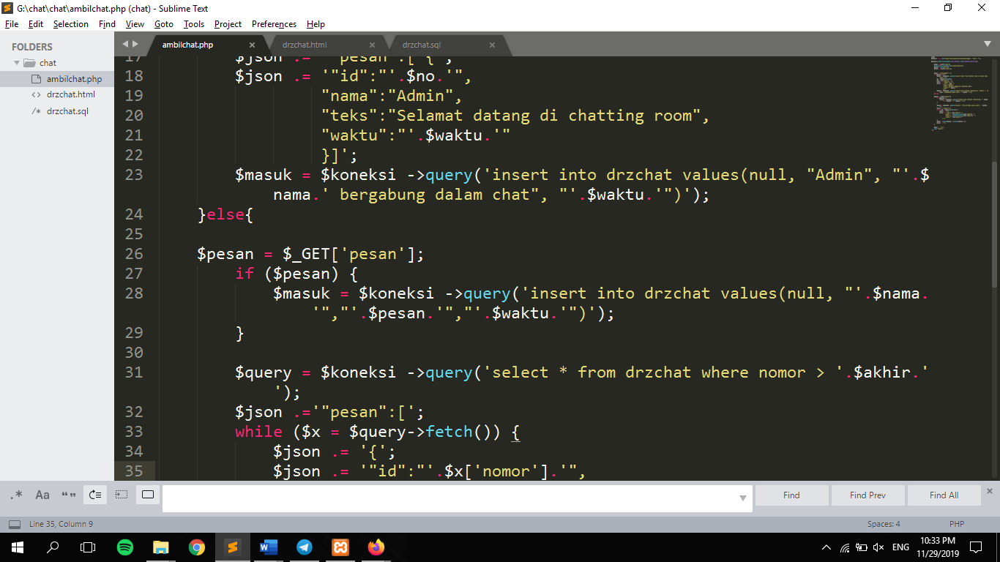 G:\chat\chat\ambilchat.php (chat) - Sublime Text
File Edit Selection Find View Goto Tools Project Preferences Help
FOLDERS
chat
ambilchat.php
drzchat.html
drzchat.sql
ambilchat.php × drzchat.html × drzchat.sql ×
17 $json .= '"pesan":[ {';
18 $json .= '"id":"'.$no.'",
19 "nama":"Admin",
20 "teks":"Selamat datang di chatting room",
21 "waktu":"'.$waktu.'"
22 }]';
23 $masuk = $koneksi ->query('insert into drzchat values(null, "Admin", "'.$
nama.' bergabung dalam chat", "'.$waktu.'")');
24 }else{
25
26 $pesan = $_GET['pesan'];
27 if ($pesan) {
28 $masuk = $koneksi ->query('insert into drzchat values(null, "'.$nama.
'","'.$pesan.'","'.$waktu.'")');
29 }
30
31 $query = $koneksi ->query('select * from drzchat where nomor > '.$akhir.'
');
32 $json .='"pesan":[';
33 while ($x = $query->fetch()) {
34 $json .= '{';
35 $json .= '"id":"'.$x['nomor'].'",
.* Aa “” Find Find Prev Find All ×
Line 35, Column 9 Spaces: 4 PHP
ENG 10:33 PM
11/29/2019